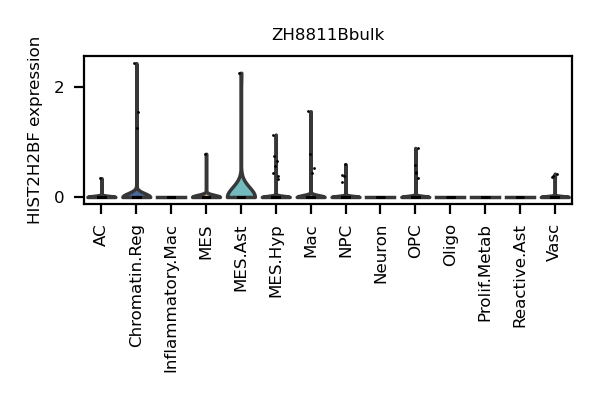 ZH8811Bbulk
HIST2H2BF expression
2
0
AC
Chromatin.Reg
Inflammatory.Mac
MES
MES.Ast
MES.Hyp
Mac
NPC
Neuron
OPC
Oligo
Prolif.Metab
Reactive.Ast
Vasc